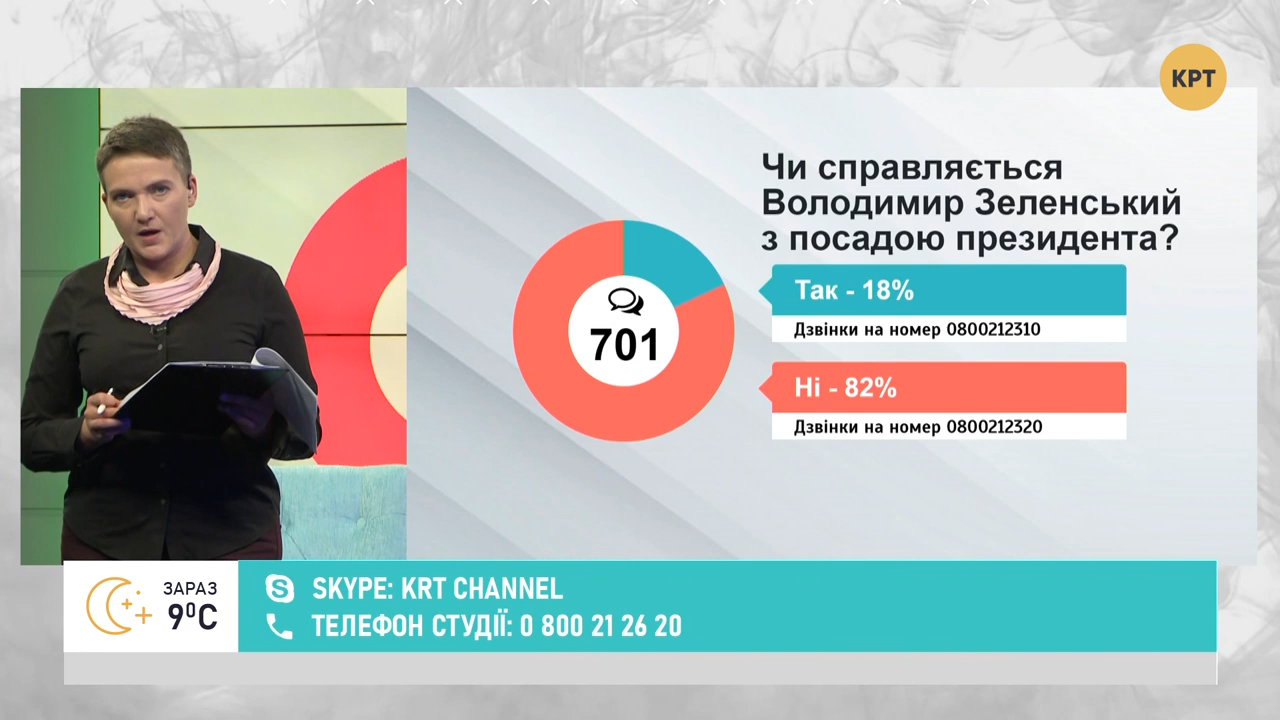 КРТ
Чи справляється
Володимир Зеленський
з посадою президента?
701
Так - 18%
Дзвінки на номер 0800212310
Ні - 82%
Дзвінки на номер 0800212320
ЗАРАЗ
9⁰C
SKYPE: KRT CHANNEL
ТЕЛЕФОН СТУДІЇ: 0 800 21 26 20